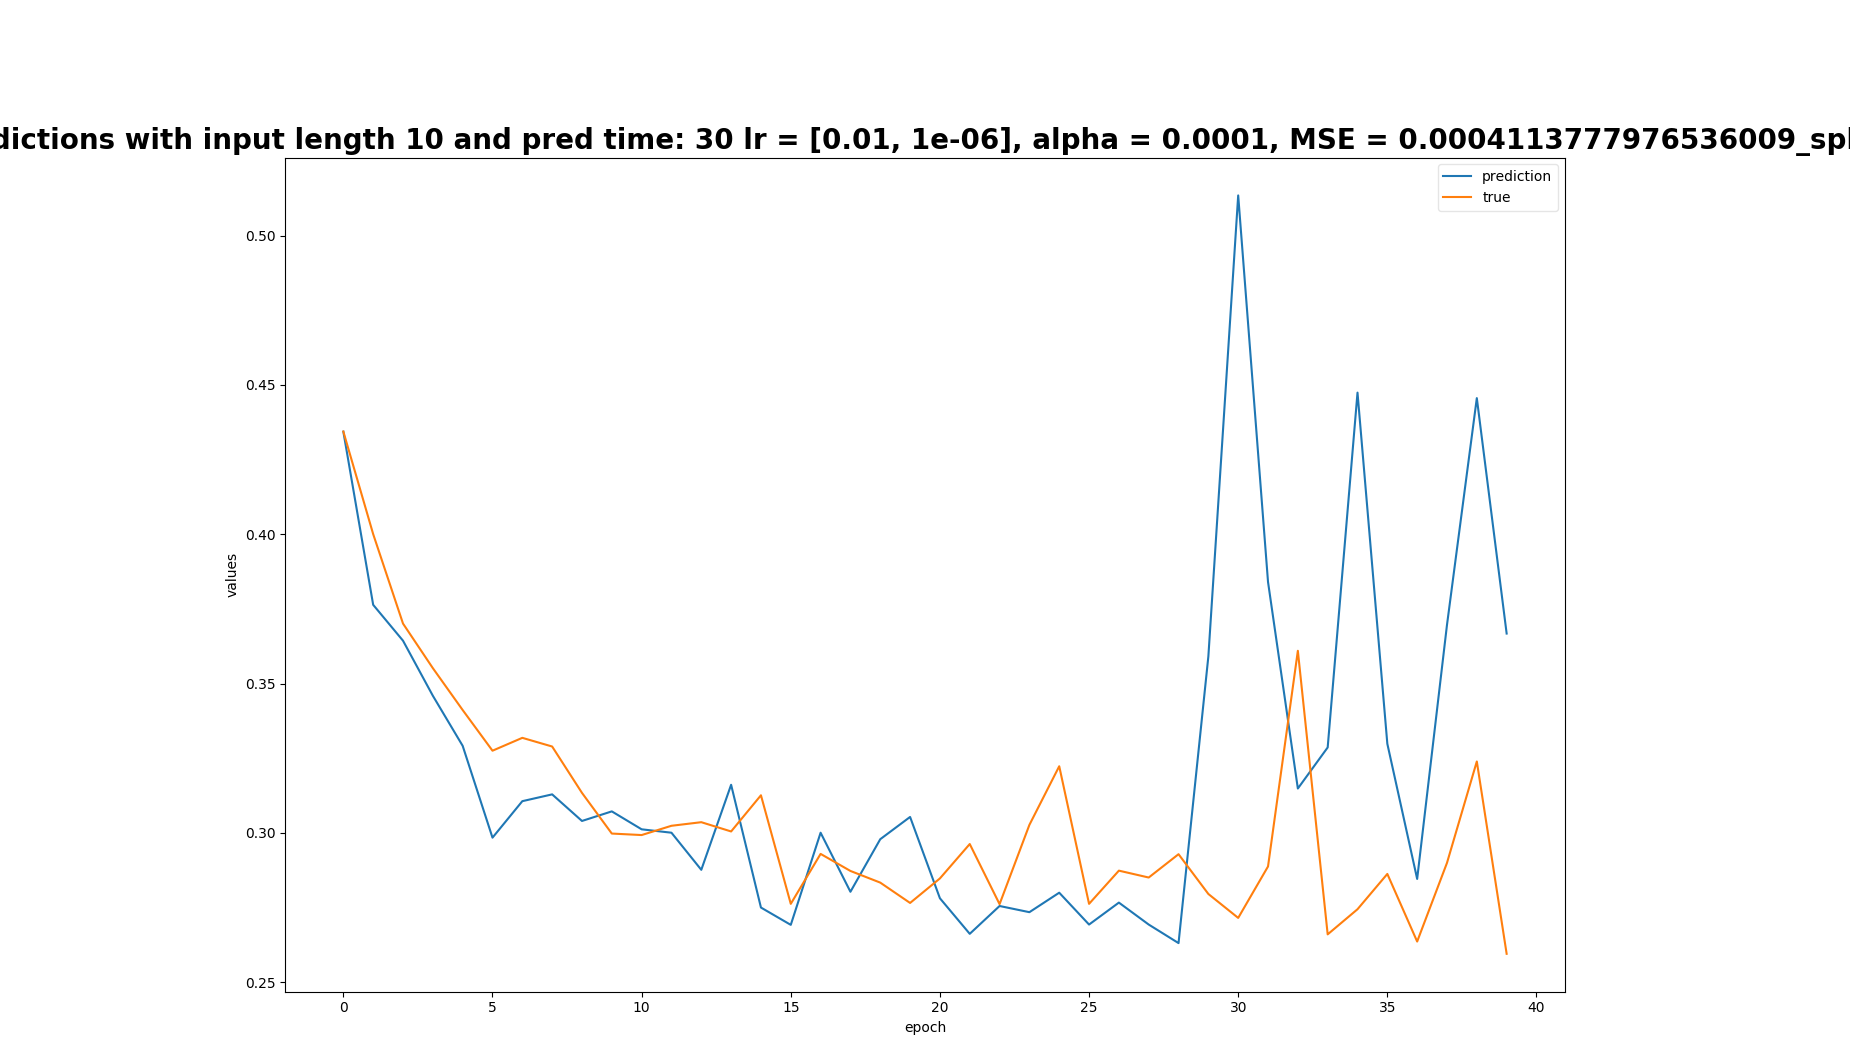 dictions with input length 10 and pred time: 30 lr = [0.01, 1e-06], alpha = 0.0001, MSE = 0.0004113777976536009_spl
prediction
true
0.50
0.45
0.40
0.35
0.30
0.25
values
0 5 10 15 20 25 30 35 40
epoch